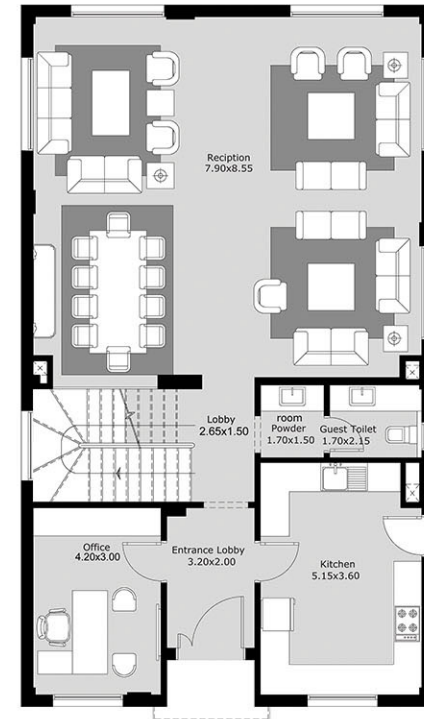 Reciption
7.90x8.55
Lobby
2.65x1.50
room
Powder
1.70x1.50
Guest Toilet
1.70x2.15
Office
4.20x3.00
Entrance Lobby
3.20x2.00
Kitchen
5.15x3.60